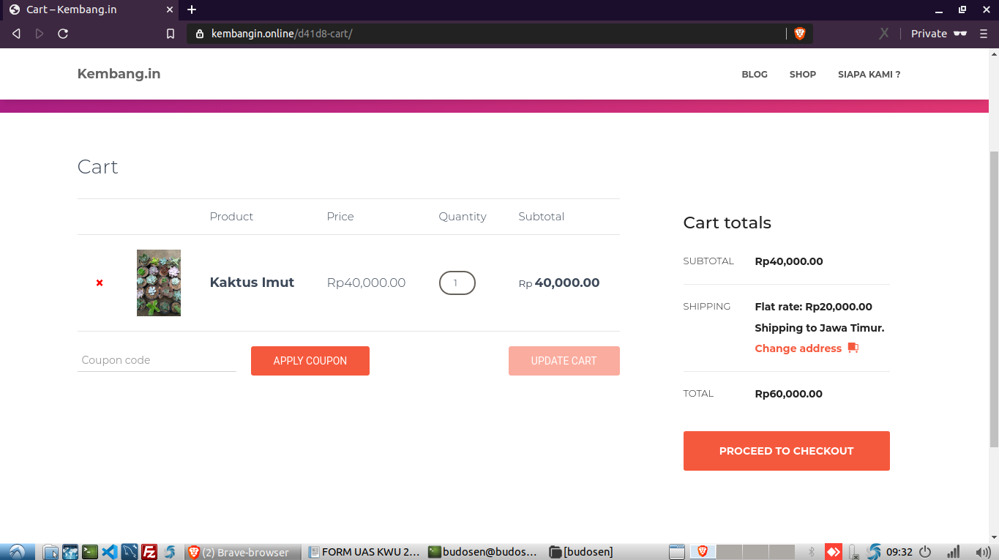 Cart – Kembang.in
kembangin.online/d41d8-cart/
Private
Kembang.in
BLOG SHOP SIAPA KAMI ?
Cart
Product Price Quantity Subtotal
Kaktus Imut Rp40,000.00 1 Rp 40,000.00
Coupon code APPLY COUPON UPDATE CART
Cart totals
SUBTOTAL Rp40,000.00
SHIPPING Flat rate: Rp20,000.00
Shipping to Jawa Timur.
Change address
TOTAL Rp60,000.00
PROCEED TO CHECKOUT
(2) Brave-browser FORM UAS KWU 2... budosen@budos... [budosen] 09:32